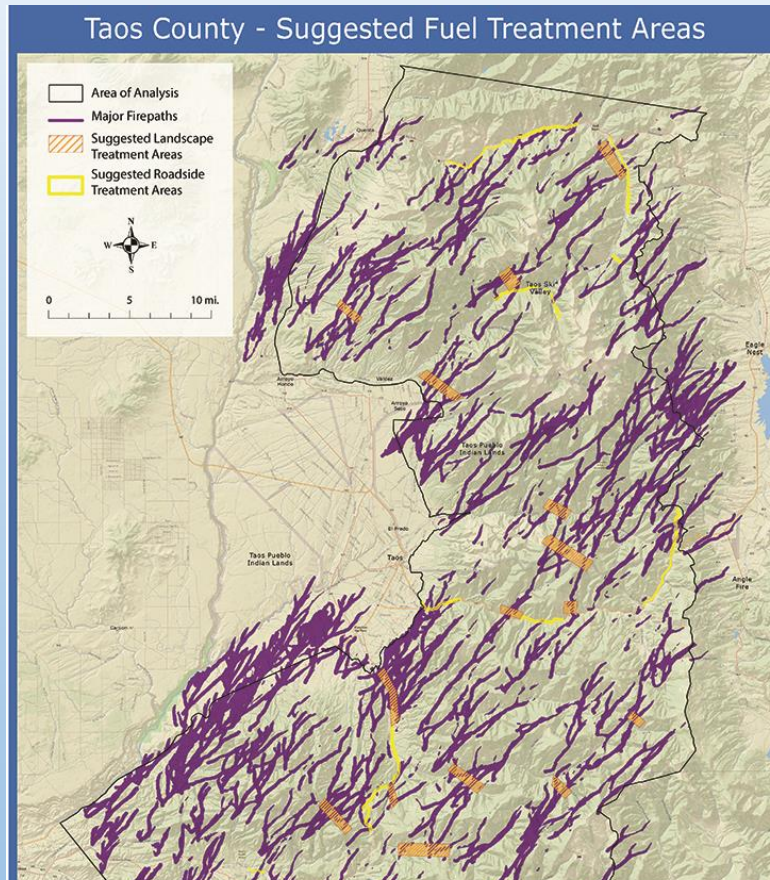 Taos County - Suggested Fuel Treatment Areas
Area of Analysis
Major Firepaths
Suggested Landscape
Treatment Areas
Suggested Roadside
Treatment Areas
N
W E
S
0 5 10 mi.
Questa
Taos Ski
Valley
Eagle
Nest
Arroyo
Hondo
Valdez
Arroyo
Seco
Taos Pueblo
Indian Lands
El Prado
Taos
Taos Pueblo
Indian Lands
Angle
Fire
Carson